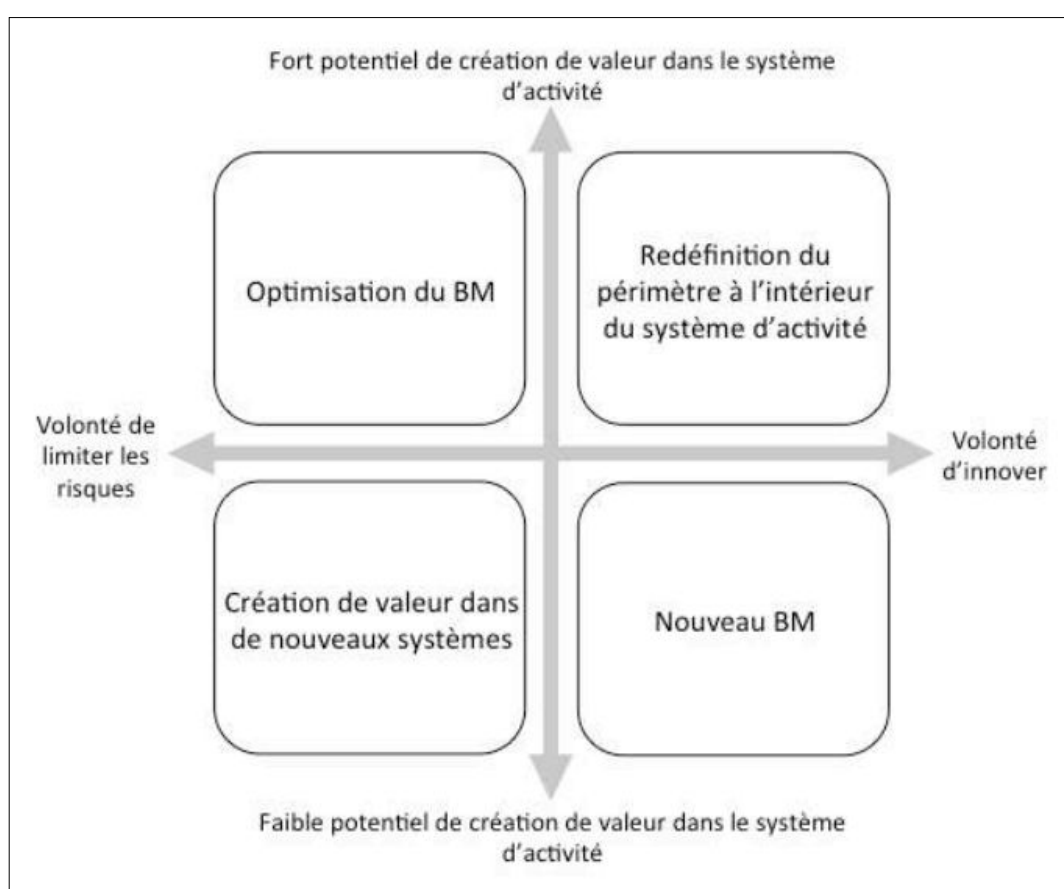 Fort potentiel de création de valeur dans le système
d’activité
Optimisation du BM
Redéfinition du
périmètre à l’intérieur
du système d’activité
Volonté de
limiter les
risques
Volonté
d’innover
Création de valeur dans
de nouveaux systèmes
Nouveau BM
Faible potentiel de création de valeur dans le système
d’activité